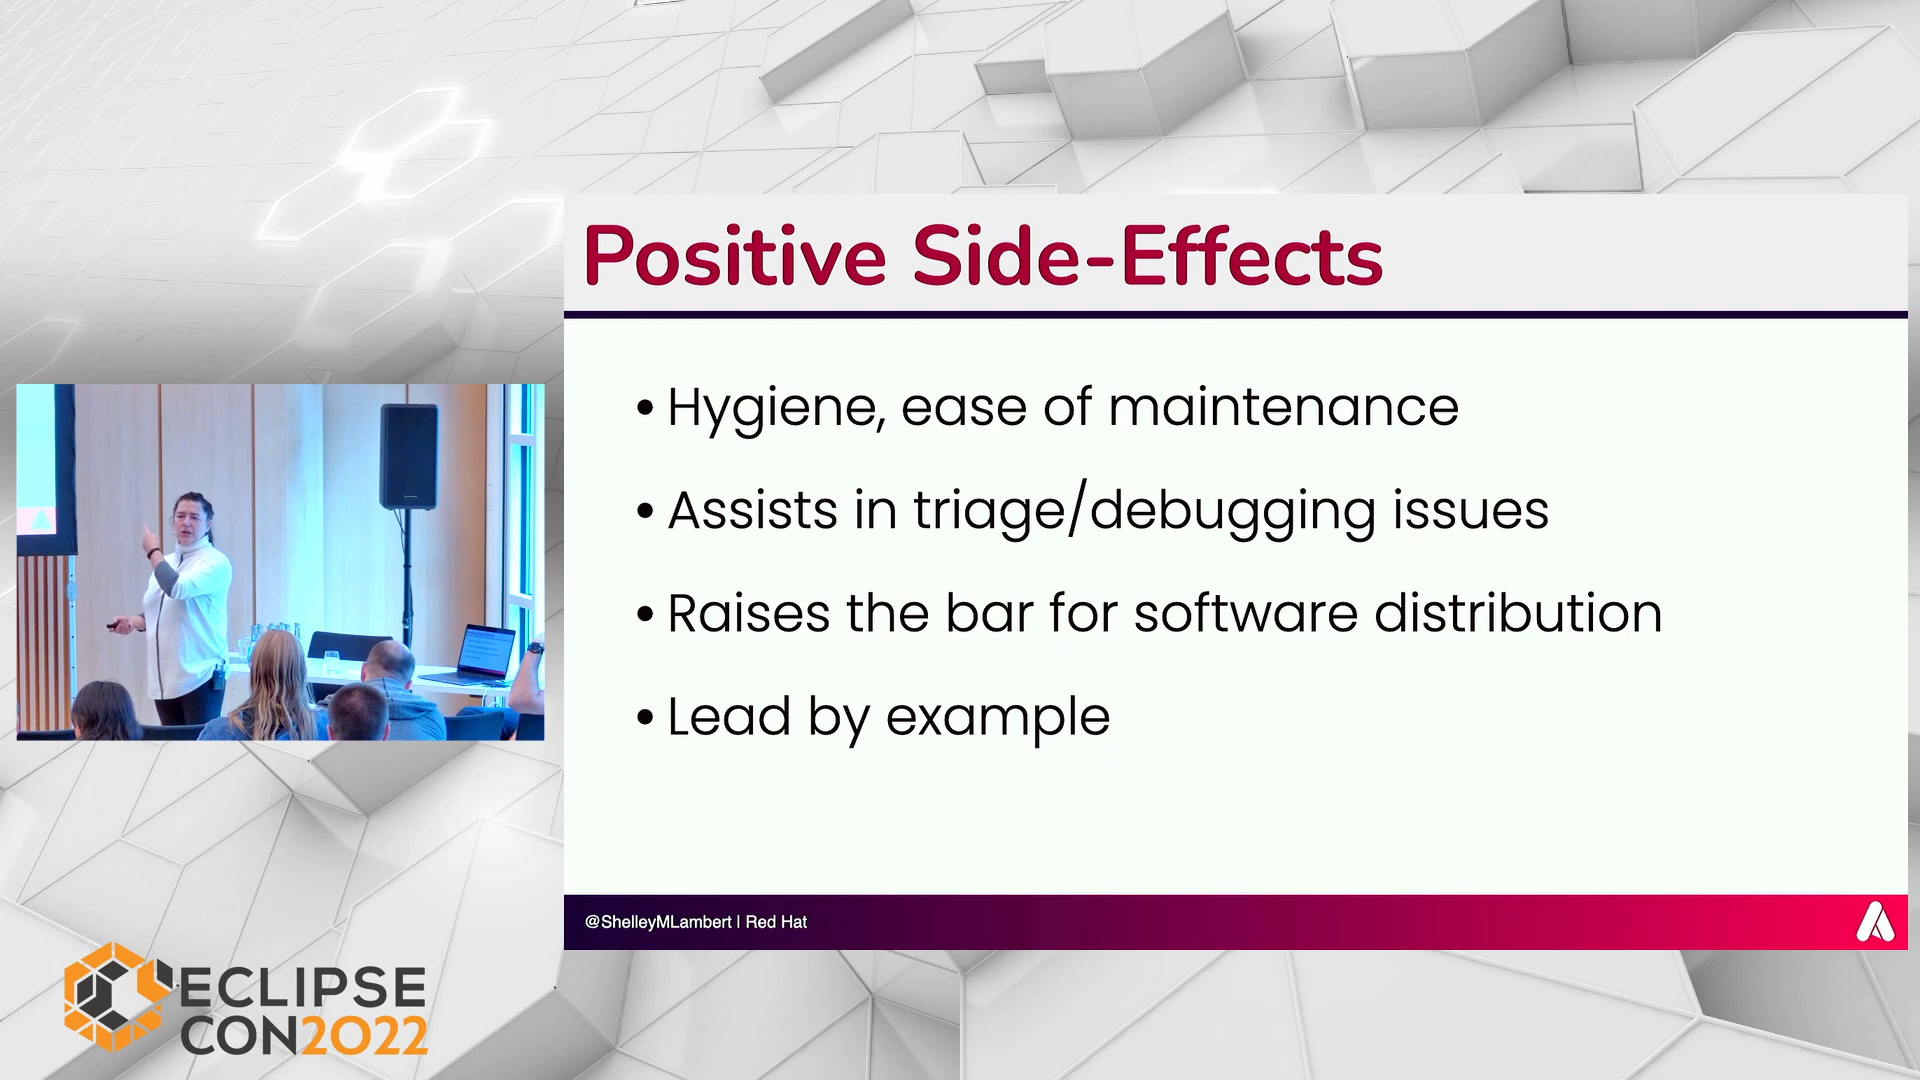 Positive Side-Effects
• Hygiene, ease of maintenance
• Assists in triage/debugging issues
• Raises the bar for software distribution
• Lead by example
@ShelleyMLambert | Red Hat
ECLIPSE
CON2022